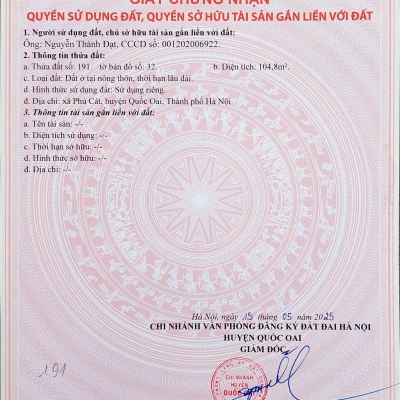 GIẤY CHỨNG NHẬN
QUYỀN SỬ DỤNG ĐẤT, QUYỀN SỞ HỮU TÀI SẢN GẮN LIỀN VỚI ĐẤT
1. Người sử dụng đất, chủ sở hữu tài sản gắn liền với đất:
Ông: Nguyễn Thành Đạt, CCCD số: 001202006922.
2. Thông tin thửa đất:
a. Thửa đất số: 191. tờ bản đồ số: 32. b. Diện tích: 104,8m².
c. Loại đất: Đất ở tại nông thôn, thời hạn lâu dài.
d. Hình thức sử dụng đất: Sử dụng riêng.
đ. Địa chỉ: xã Phú Cát, huyện Quốc Oai, Thành phố Hà Nội.
3. Thông tin tài sản gắn liền với đất:
a. Tên tài sản: -/-
b. Diện tích sử dụng: -/-
c. Thời hạn sở hữu: -/-
d. Hình thức sở hữu: -/-
đ. Địa chỉ: -/-
Hà Nội, ngày 15 tháng 05 năm 2025
CHI NHÁNH VĂN PHÒNG ĐĂNG KÝ ĐẤT ĐAI HÀ NỘI
HUYỆN QUỐC OAI
GIÁM ĐỐC
191
CHI NHÁNH
HUYỆN
QUỐC